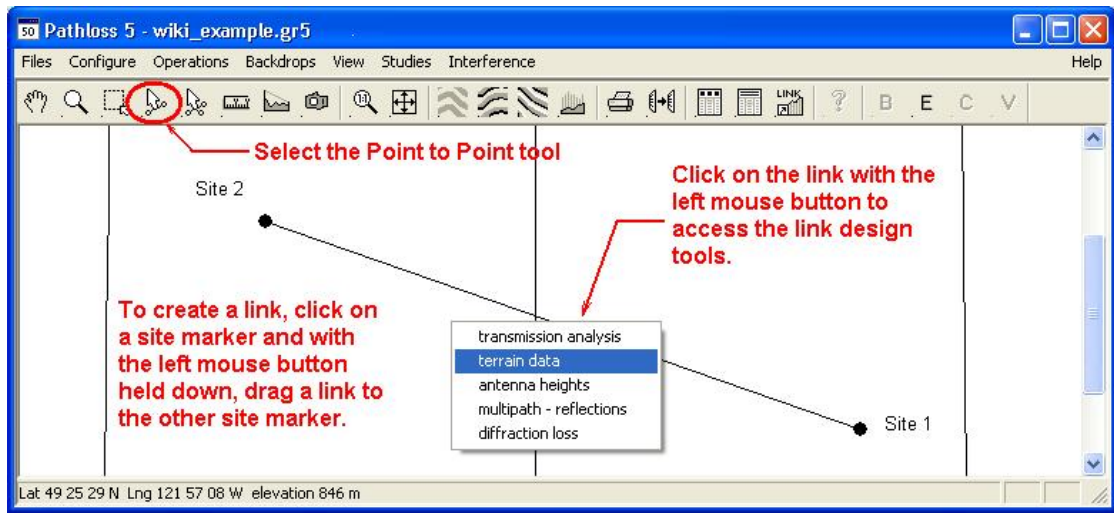 50 Pathloss 5 - wiki_example.gr5
Files Configure Operations Backdrops View Studies Interference Help
LINK
B E C V
Select the Point to Point tool
Site 2
Click on the link with the
left mouse button to
access the link design
tools.
To create a link, click on
a site marker and with
the left mouse button
held down, drag a link to
the other site marker.
transmission analysis
terrain data
antenna heights
multipath - reflections
diffraction loss
Site 1
Lat 49 25 29 N Lng 121 57 08 W elevation 846 m